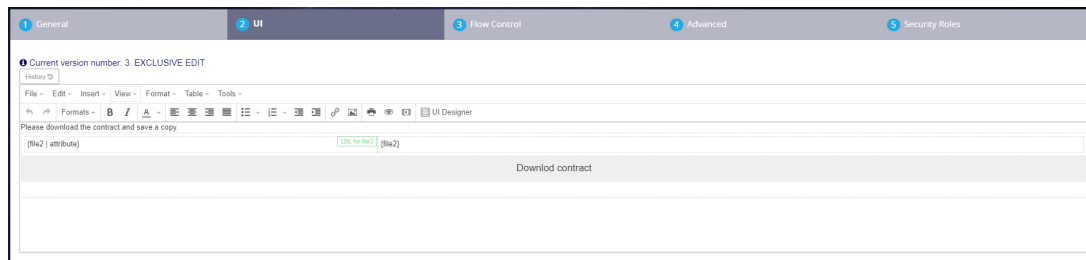 1 General 2 UI 3 Flow Control 4 Advanced 5 Security Roles
Current version number: 3. EXCLUSIVE EDIT
History
File Edit Insert View Format Table Tools
Formats B I A UI Designer
Please download the contract and save a copy.
{file2 | attribute} LBL for file2 {file2}
Downlod contract